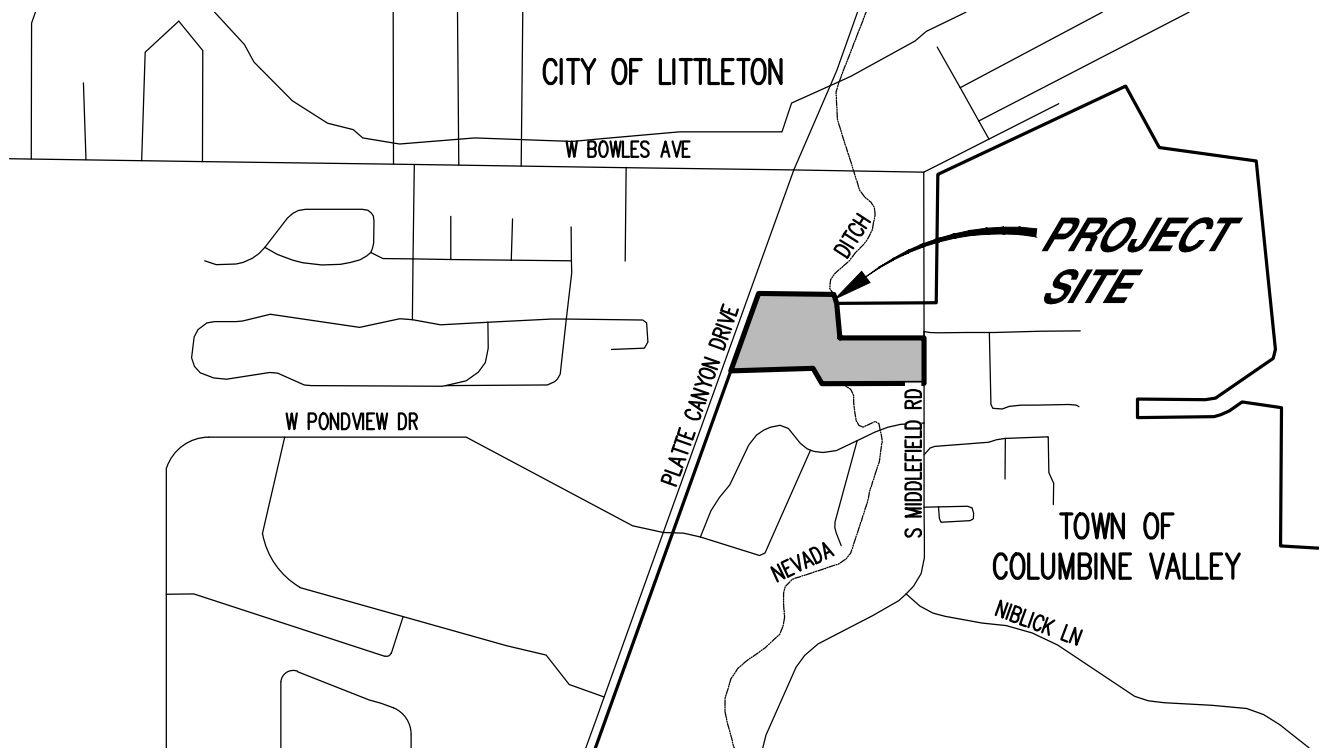 CITY OF LITTLETON
W BOWLES AVE
DITCH
PROJECT
SITE
PLATTE CANYON DRIVE
W PONDVIEW DR
S MIDDLEFIELD RD
TOWN OF
COLUMBINE VALLEY
NEVADA
NIBLICK LN